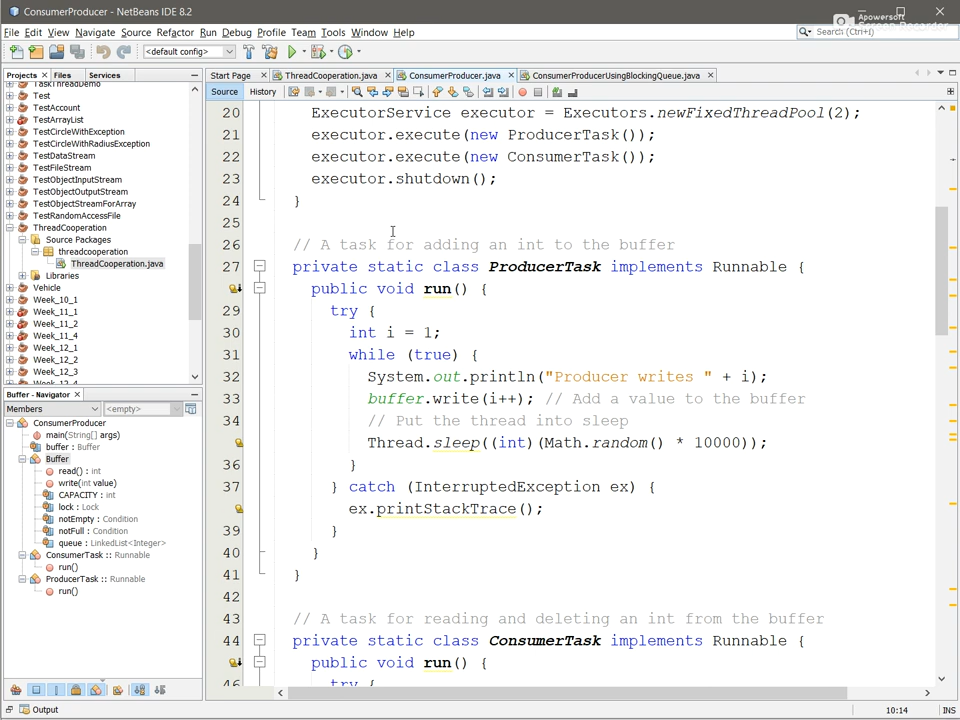 ConsumerProducer - NetBeans IDE 8.2
Apowersoft
Screen Recorder
File Edit View Navigate Source Refactor Run Debug Profile Team Tools Window Help
Search (Ctrl+I)
<default config>
Projects Files Services
Start Page ThreadCooperation.java ConsumerProducer.java ConsumerProducerUsingBlockingQueue.java
Source History
TaskThreadDemo
Test
TestAccount
TestArrayList
TestCircleWithException
TestCircleWithRadiusException
TestDataStream
TestFileStream
TestObjectInputStream
TestObjectOutputStream
TestObjectStreamForArray
TestRandomAccessFile
ThreadCooperation
Source Packages
threadcooperation
ThreadCooperation.java
Libraries
Vehicle
Week_10_1
Week_11_1
Week_11_2
Week_11_4
Week_12_1
Week_12_2
Week_12_3
Week_12_4
Buffer - Navigator
Members <empty>
ConsumerProducer
main(String[] args)
buffer : Buffer
Buffer
read() : int
write(int value)
CAPACITY : int
lock : Lock
notEmpty : Condition
notFull : Condition
queue : LinkedList<Integer>
ConsumerTask :: Runnable
run()
ProducerTask :: Runnable
run()
20 ExecutorService executor = Executors.newFixedThreadPool(2);
21 executor.execute(new ProducerTask());
22 executor.execute(new ConsumerTask());
23 executor.shutdown();
24 }
25
26 // A task for adding an int to the buffer
27 private static class ProducerTask implements Runnable {
public void run() {
29 try {
30 int i = 1;
31 while (true) {
32 System.out.println("Producer writes " + i);
33 buffer.write(i++); // Add a value to the buffer
34 // Put the thread into sleep
Thread.sleep((int)(Math.random() * 10000));
36 }
37 } catch (InterruptedException ex) {
ex.printStackTrace();
39 }
40 }
41 }
42
43 // A task for reading and deleting an int from the buffer
44 private static class ConsumerTask implements Runnable {
public void run() {
46 try {
Output
10:14 INS